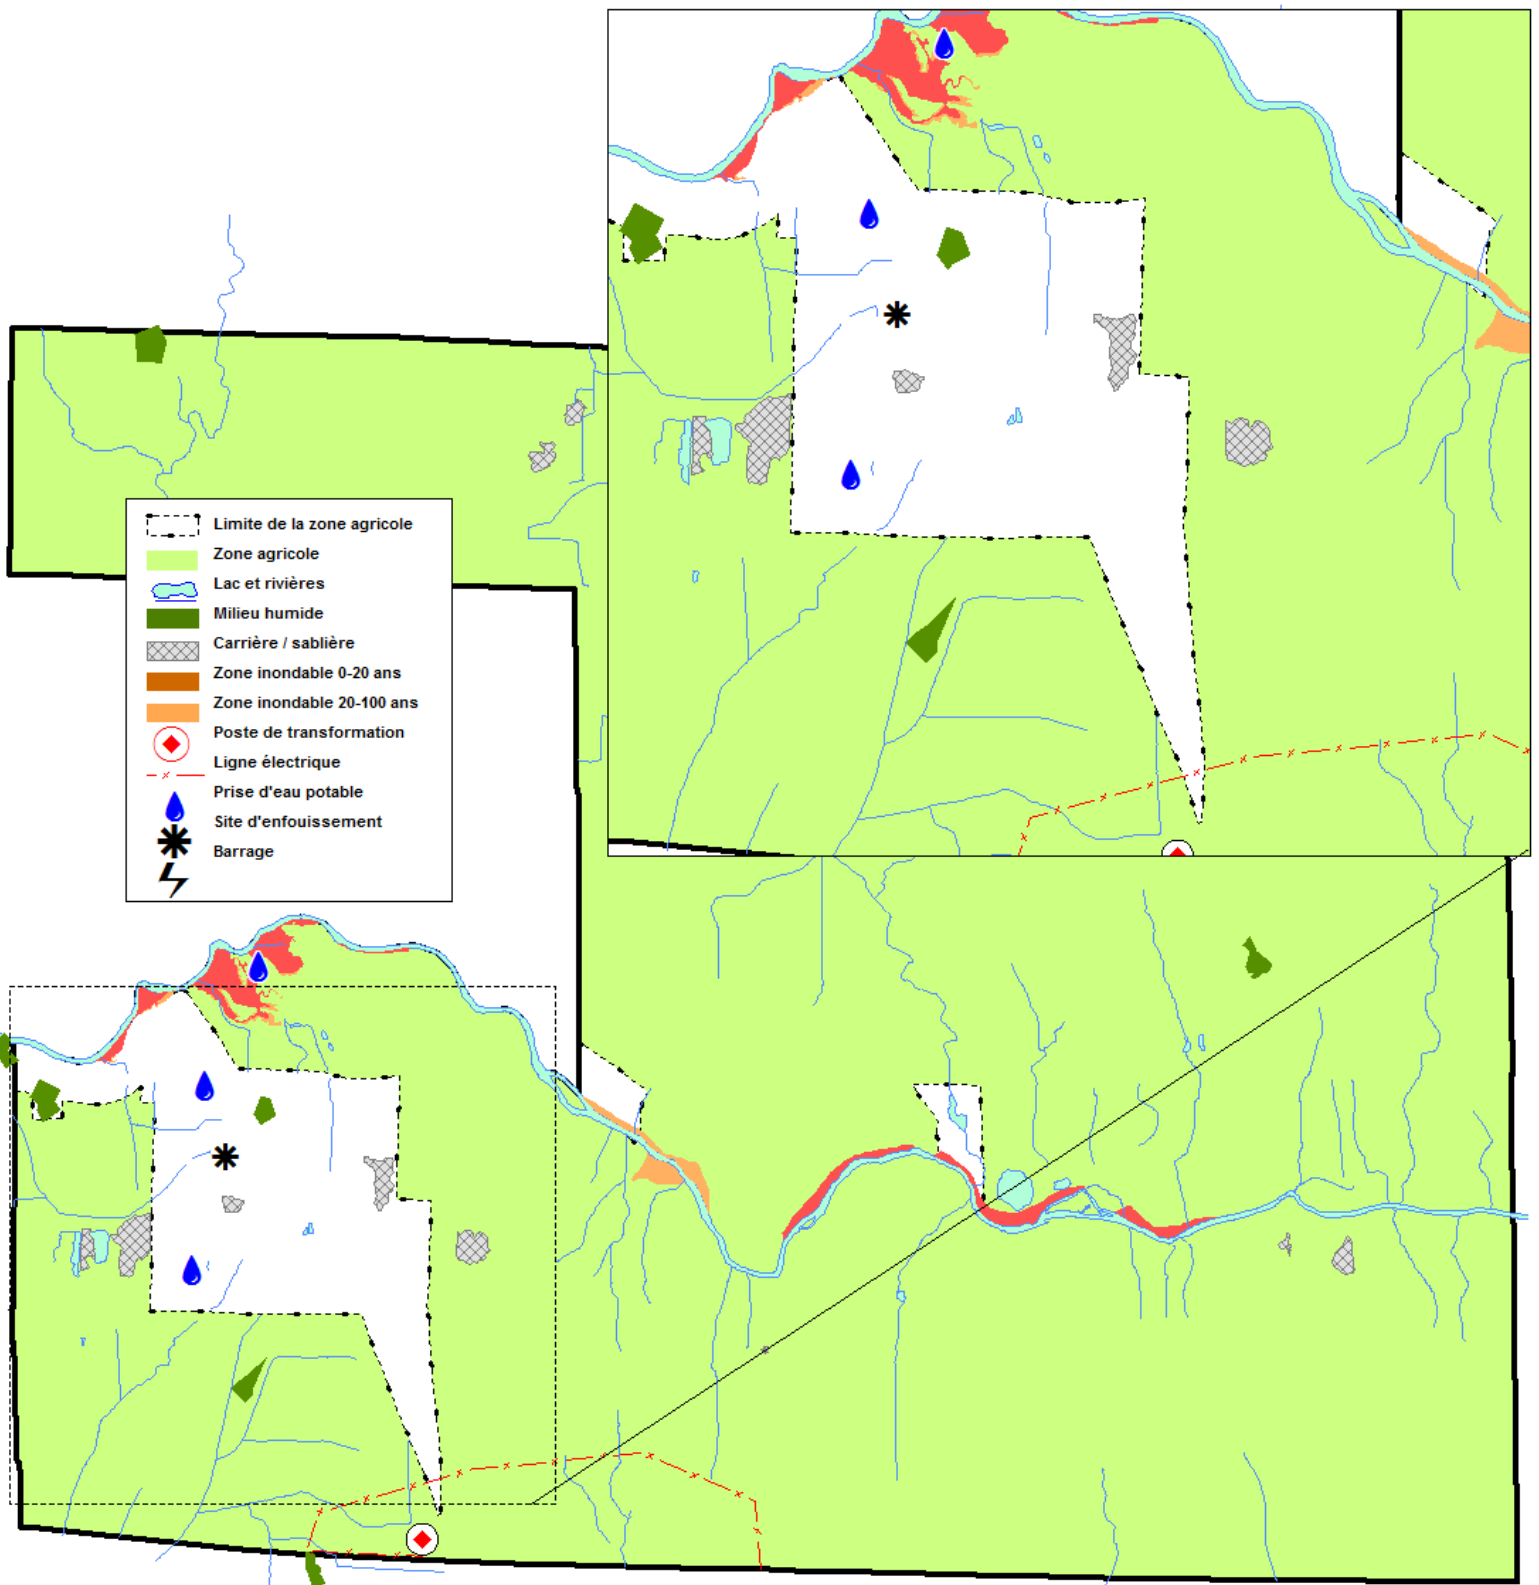 Limite de la zone agricole
Zone agricole
Lac et rivières
Milieu humide
Carrière / sablière
Zone inondable 0-20 ans
Zone inondable 20-100 ans
Poste de transformation
Ligne électrique
Prise d'eau potable
Site d'enfouissement
Barrage